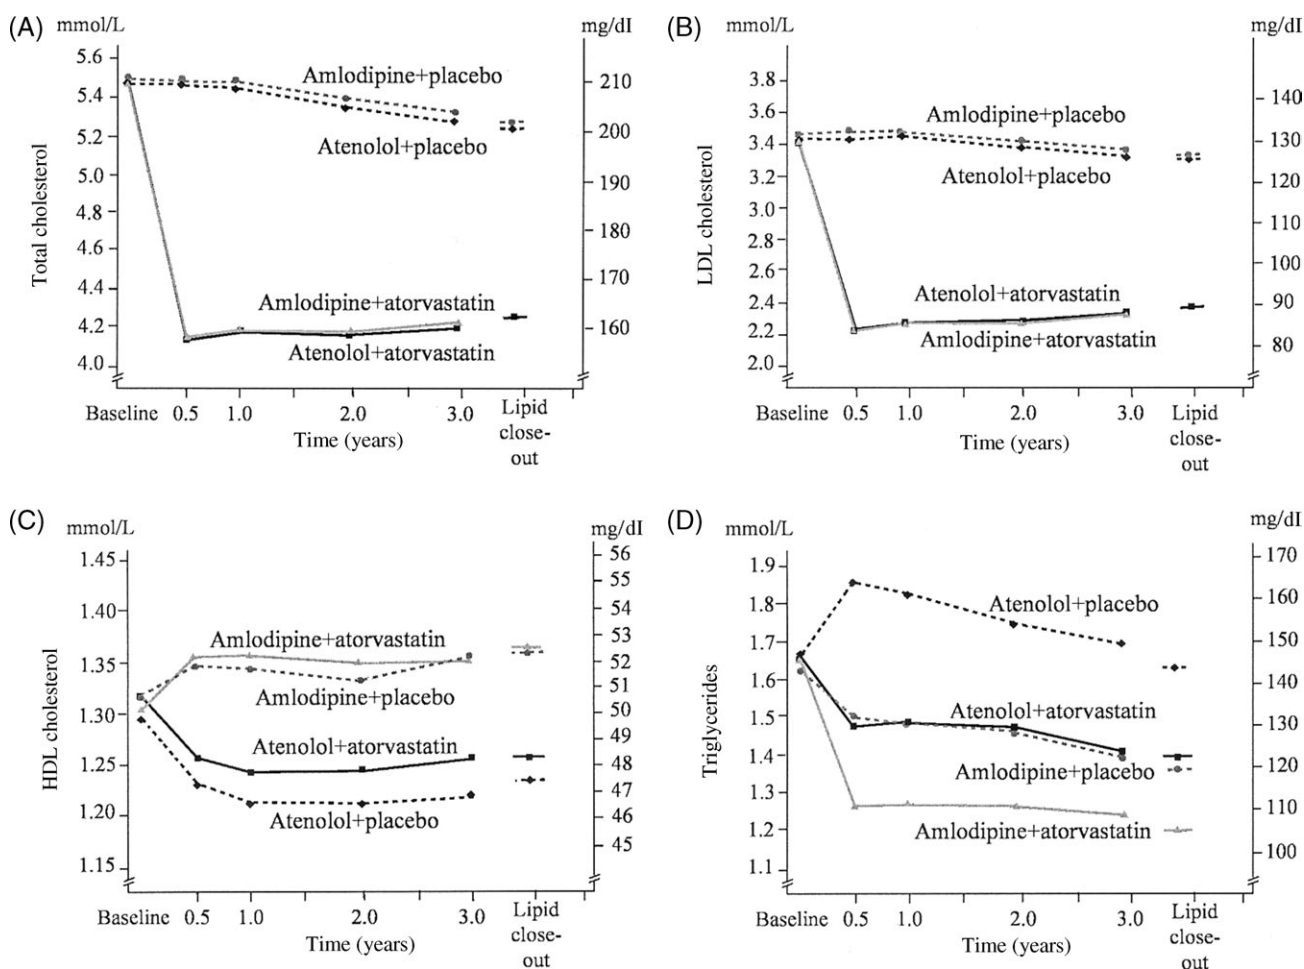 (A)
mmol/L
mg/dl
Total cholesterol
5.6
5.4
5.2
5.0
4.8
4.6
4.4
4.2
4.0
210
200
190
180
170
160
Amlodipine+placebo
Atenolol+placebo
Amlodipine+atorvastatin
Atenolol+atorvastatin
Baseline 0.5 1.0 2.0 3.0 Lipid
close-
out
Time (years)
(B)
mmol/L
mg/dl
LDL cholesterol
3.8
3.6
3.4
3.2
3.0
2.8
2.6
2.4
2.2
2.0
140
130
120
110
100
90
80
Amlodipine+placebo
Atenolol+placebo
Atenolol+atorvastatin
Amlodipine+atorvastatin
Baseline 0.5 1.0 2.0 3.0 Lipid
close-
out
Time (years)
(C)
mmol/L
mg/dl
HDL cholesterol
1.45
1.40
1.35
1.30
1.25
1.20
1.15
56
55
54
53
52
51
50
49
48
47
46
45
Amlodipine+atorvastatin
Amlodipine+placebo
Atenolol+atorvastatin
Atenolol+placebo
Baseline 0.5 1.0 2.0 3.0 Lipid
close-
out
Time (years)
(D)
mmol/L
mg/dl
Triglycerides
1.9
1.8
1.7
1.6
1.5
1.4
1.3
1.2
1.1
170
160
150
140
130
120
110
100
Atenolol+placebo
Atenolol+atorvastatin
Amlodipine+placebo
Amlodipine+atorvastatin
Baseline 0.5 1.0 2.0 3.0 Lipid
close-
out
Time (years)